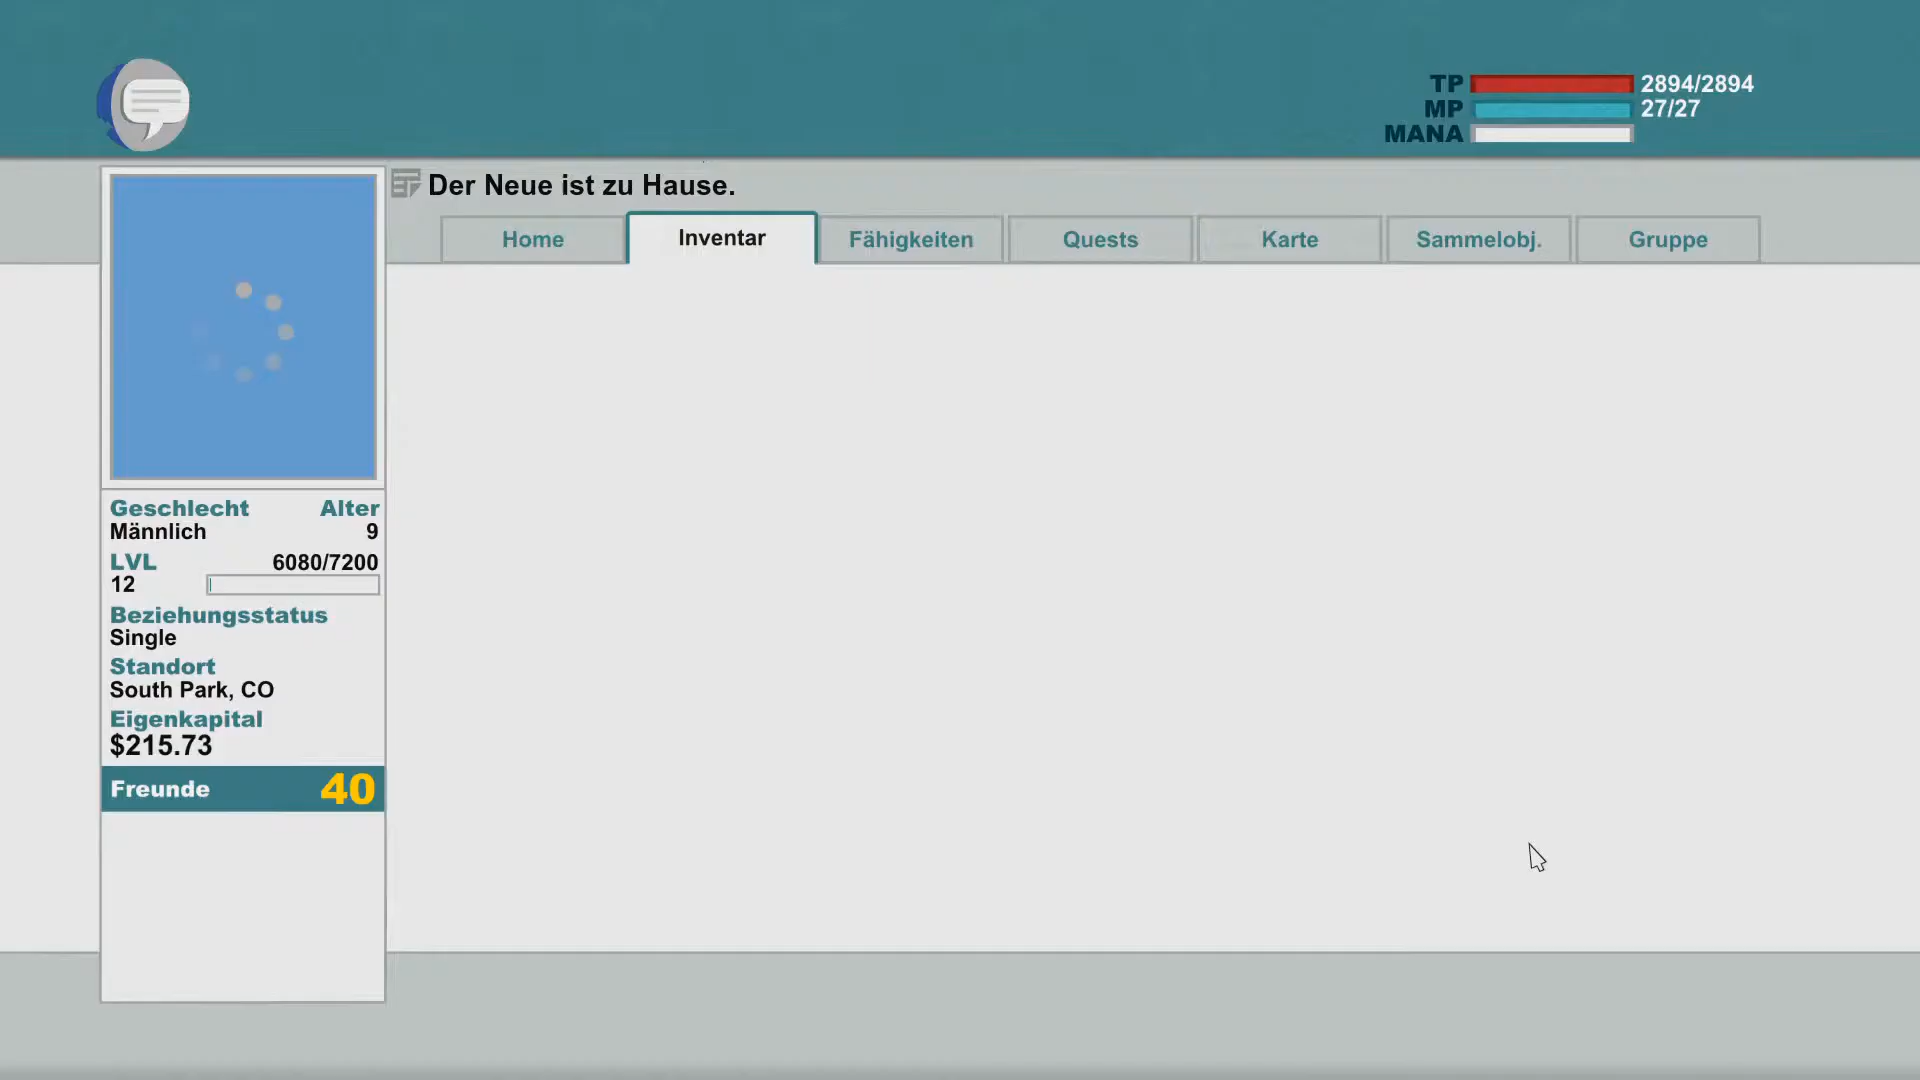 TP 2894/2894
MP 27/27
MANA
Der Neue ist zu Hause.
Home Inventar Fähigkeiten Quests Karte Sammelobj. Gruppe
Geschlecht Alter
Männlich 9
LVL 6080/7200
12
Beziehungsstatus
Single
Standort
South Park, CO
Eigenkapital
$215.73
Freunde 40